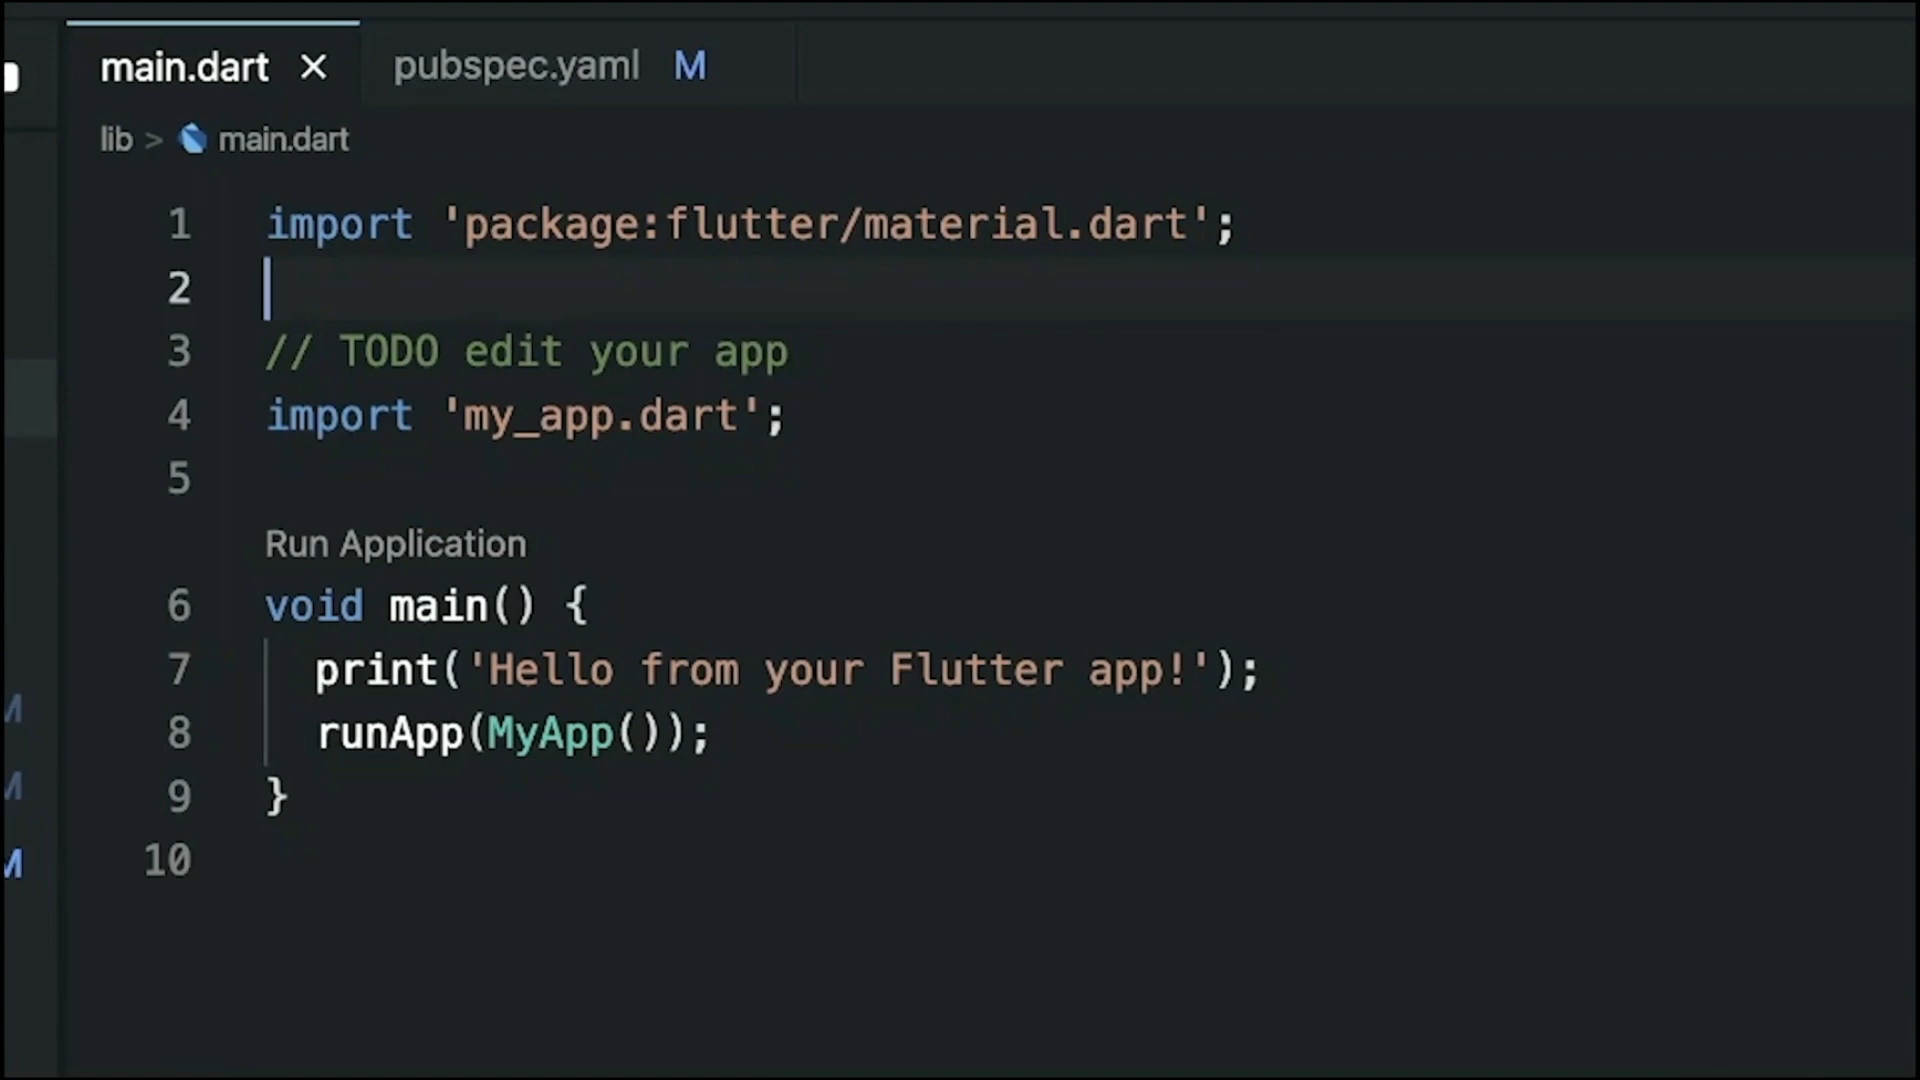 main.dart × pubspec.yaml M
lib > main.dart
1 import 'package:flutter/material.dart';
2
3 // TODO edit your app
4 import 'my_app.dart';
5
Run Application
6 void main() {
7 print('Hello from your Flutter app!');
8 runApp(MyApp());
9 }
10
M
M
M